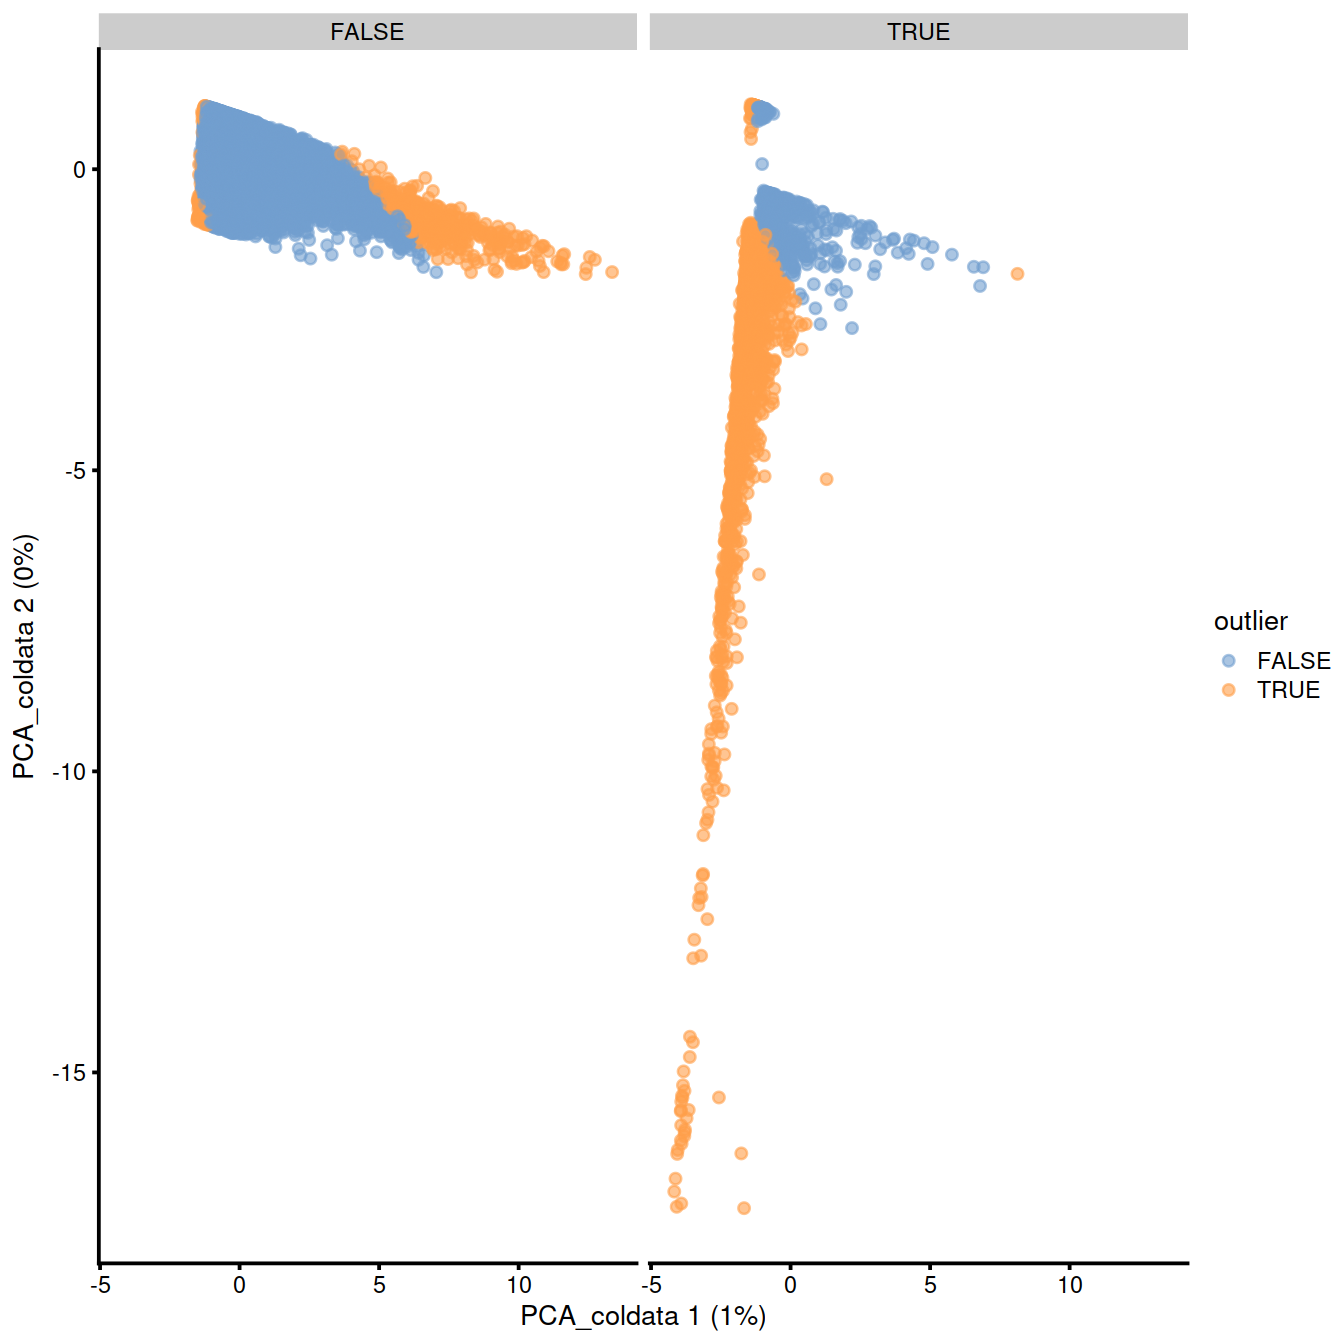 FALSE TRUE
0
-5
-10
-15
PCA_coldata 2 (0%)
-5 0 5 10 -5 0 5 10
PCA_coldata 1 (1%)
outlier
FALSE
TRUE